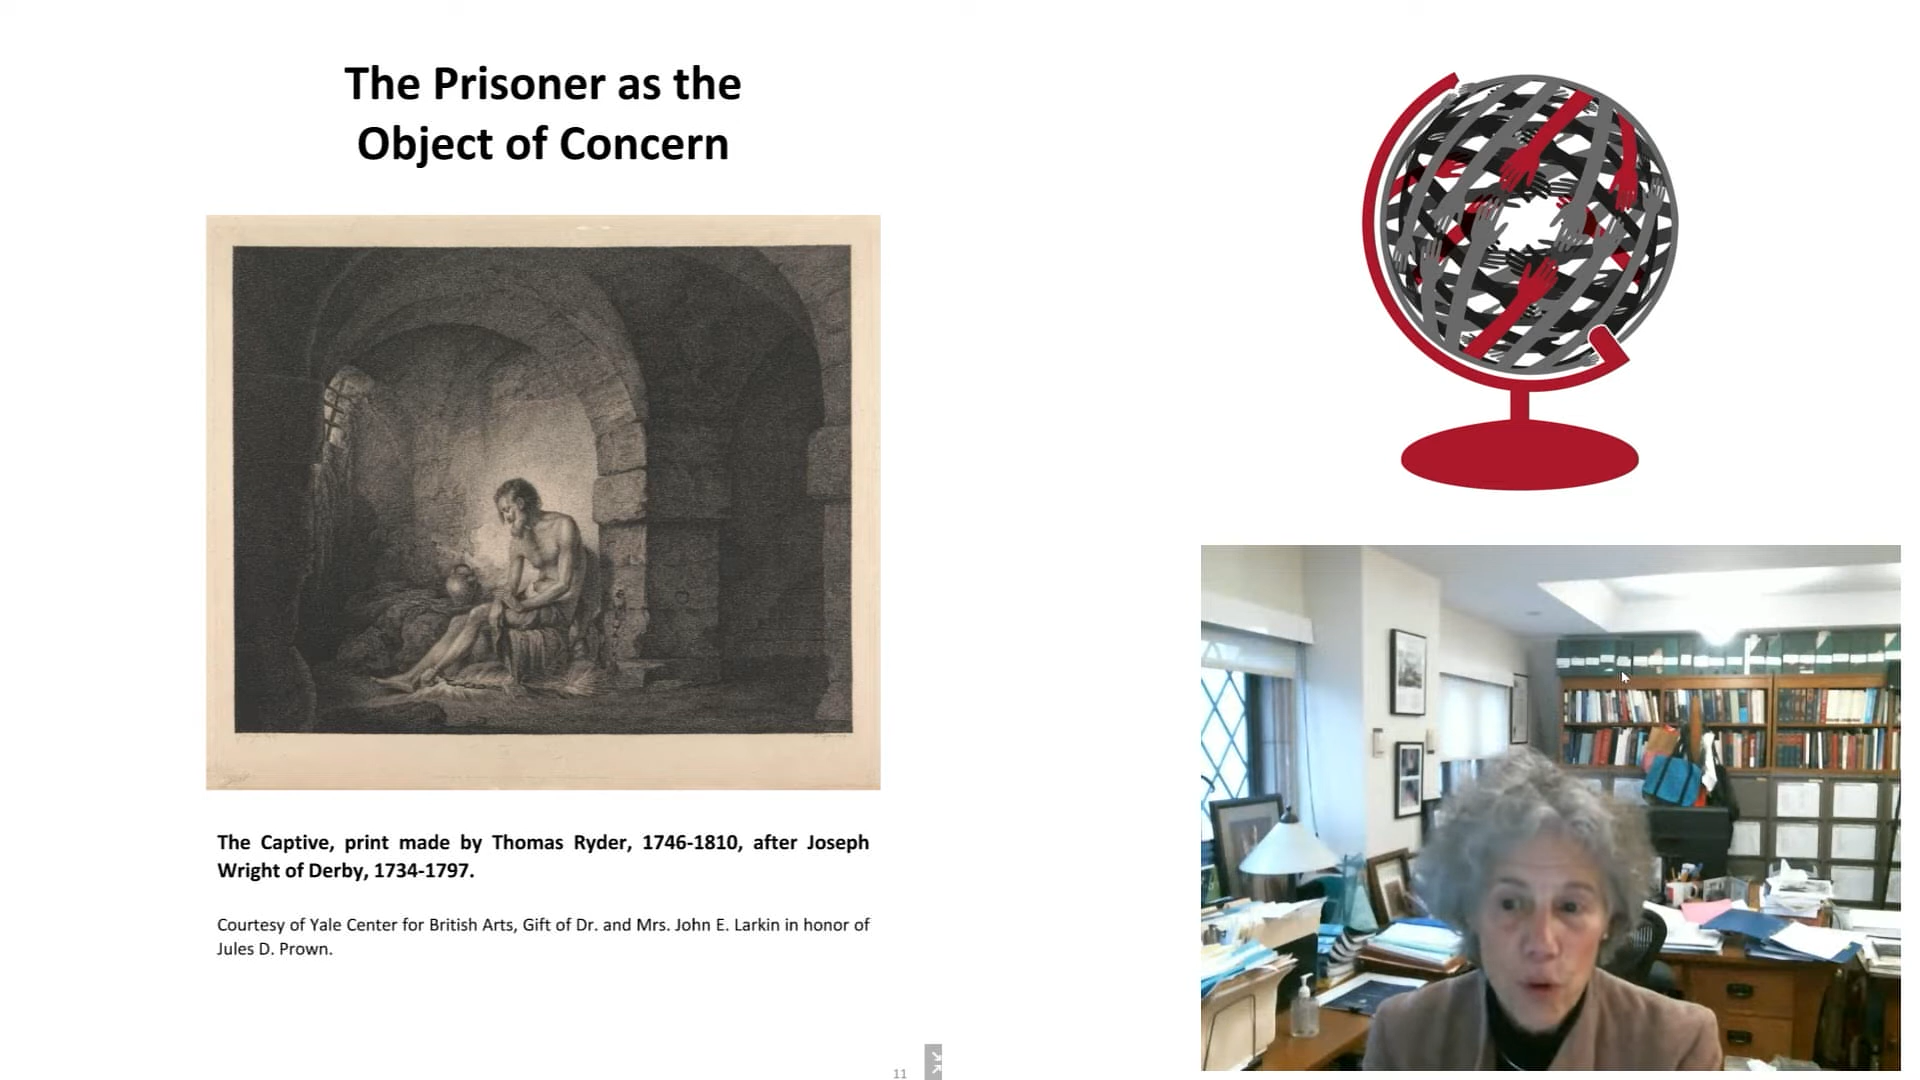 The Prisoner as the
Object of Concern
The Captive, print made by Thomas Ryder, 1746-1810, after Joseph
Wright of Derby, 1734-1797.
Courtesy of Yale Center for British Arts, Gift of Dr. and Mrs. John E. Larkin in honor of
Jules D. Prown.
11